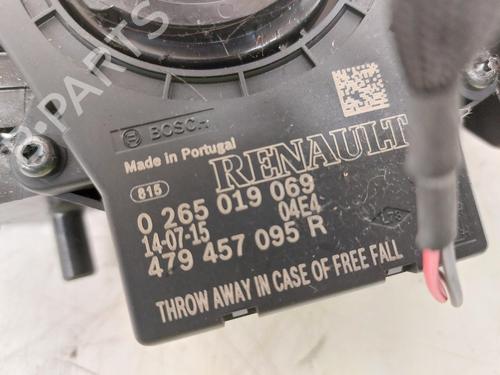 BOSCH
Made in Portugal
RENAULT
815
0 265 019 069
14-07-15 04E4
479 457 095 R
THROW AWAY IN CASE OF FREE FALL